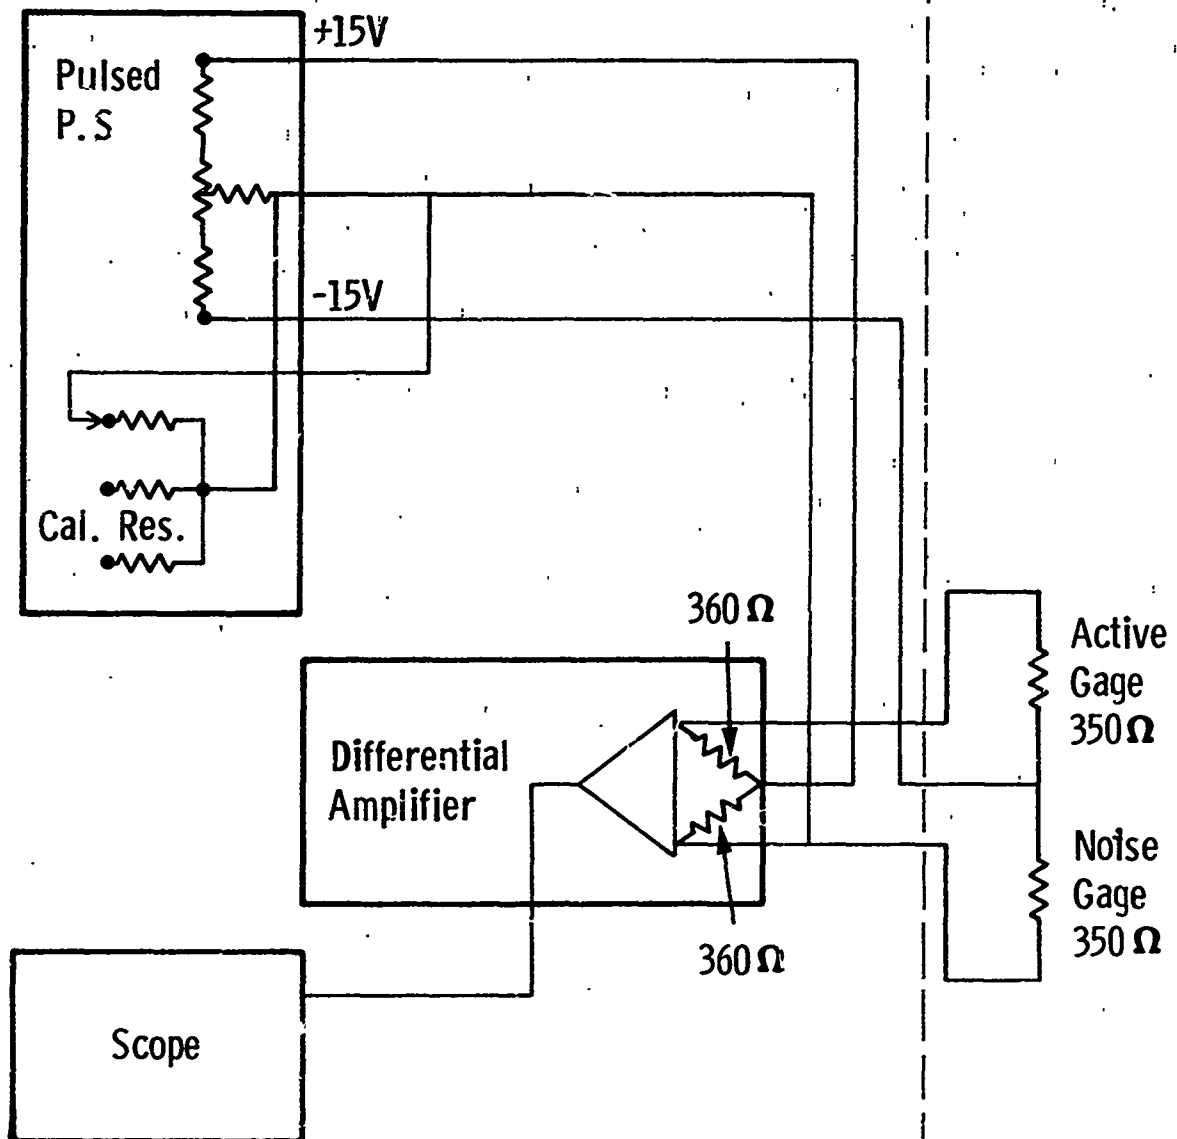 +15V
Pulsed
P.S
-15V
Cal. Res.
360 Ω
Active
Gage
350 Ω
Differential
Amplifier
Noise
Gage
350 Ω
360 Ω
Scope